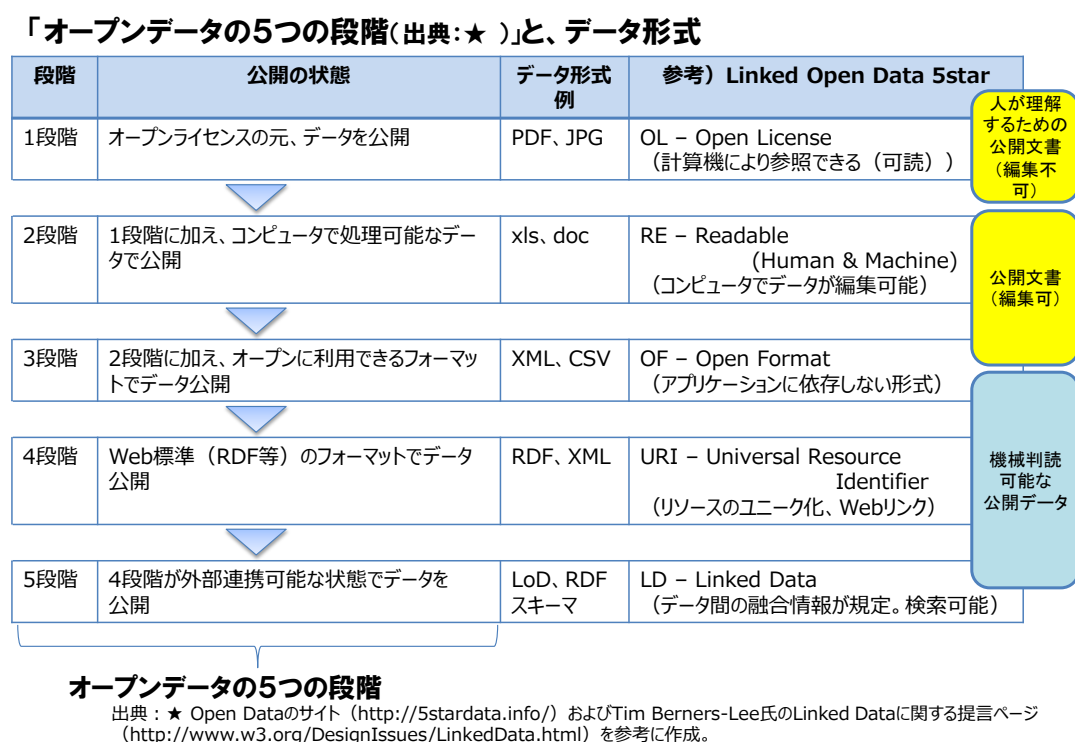 「オープンデータの5つの段階(出典:★ )」と、データ形式
段階
公開の状態
データ形式
例
参考）Linked Open Data 5star
人が理解
するための
公開文書
（編集不
可）
1段階
オープンライセンスの元、データを公開
PDF、JPG
OL – Open License
（計算機により参照できる（可読））
2段階
1段階に加え、コンピュータで処理可能なデー
タで公開
xls、doc
RE – Readable
(Human & Machine)
（コンピュータでデータが編集可能）
公開文書
（編集可）
3段階
2段階に加え、オープンに利用できるフォーマッ
トでデータ公開
XML、CSV
OF – Open Format
（アプリケーションに依存しない形式）
4段階
Web標準（RDF等）のフォーマットでデータ
公開
RDF、XML
URI – Universal Resource
Identifier
（リソースのユニーク化、Webリンク）
機械判読
可能な
公開データ
5段階
4段階が外部連携可能な状態でデータを
公開
LoD、RDF
スキーマ
LD – Linked Data
（データ間の融合情報が規定。検索可能）
オープンデータの5つの段階
出典：★ Open Dataのサイト（http://5stardata.info/）およびTim Berners-Lee氏のLinked Dataに関する提言ページ
（http://www.w3.org/DesignIssues/LinkedData.html）を参考に作成。